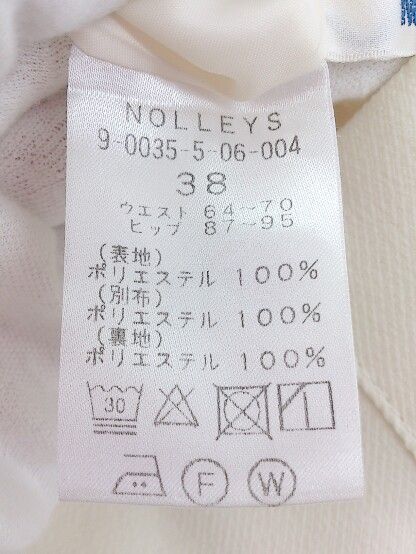 NOLLEYS
9-0035-5-06-004
38
ウエスト 64~70
ヒップ 87~95
(表地)
ポリエステル 100%
(別布)
ポリエステル 100%
(裏地)
ポリエステル 100%
30
F W